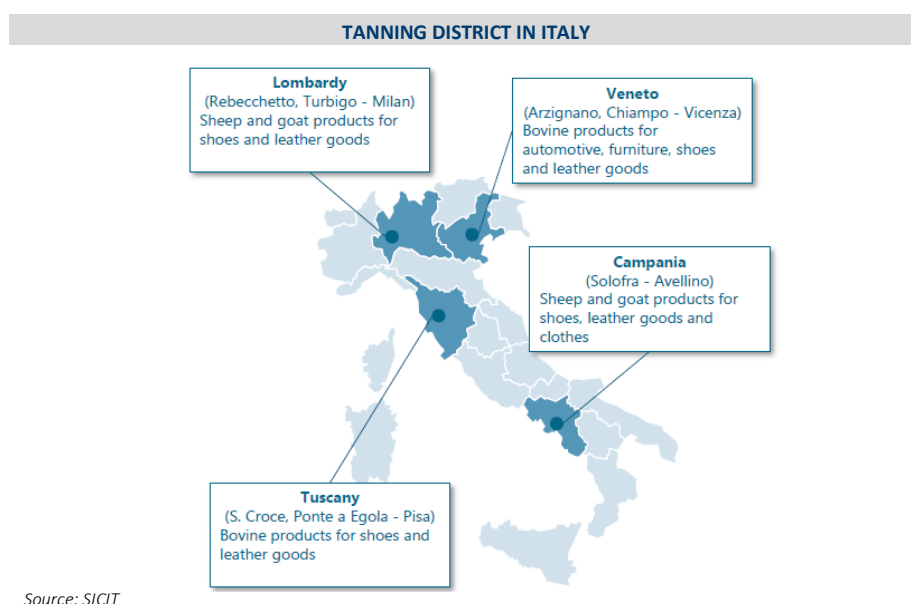 TANNING DISTRICT IN ITALY
Lombardy
(Rebecchetto, Turbigo - Milan)
Sheep and goat products for
shoes and leather goods
Veneto
(Arzignano, Chiampo - Vicenza)
Bovine products for
automotive, furniture, shoes
and leather goods
Campania
(Solofra - Avellino)
Sheep and goat products for
shoes, leather goods and
clothes
Tuscany
(S. Croce, Ponte a Egola - Pisa)
Bovine products for shoes and
leather goods
Source: SICIT